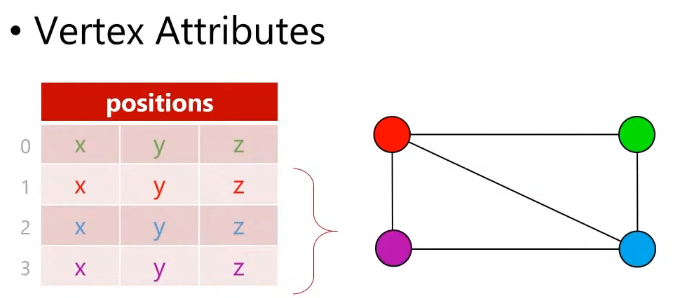 • Vertex Attributes
positions
0 x y z
1 x y z
2 x y z
3 x y z